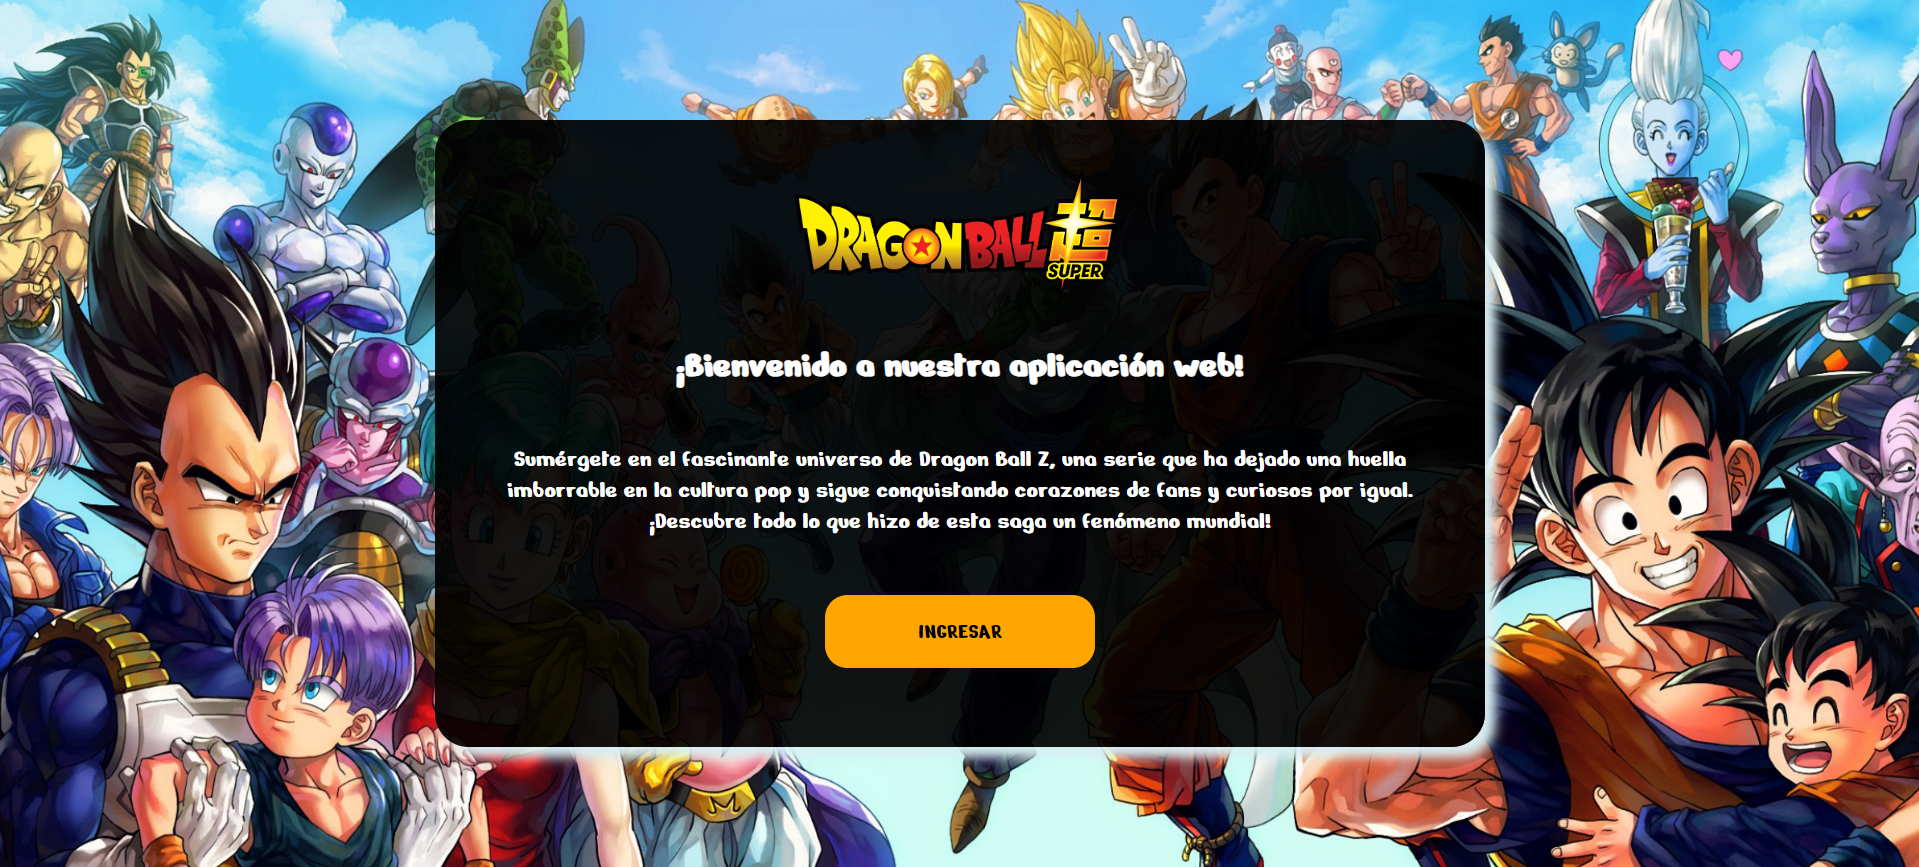 DRAGON BALL 超
SUPER
¡Bienvenido a nuestra aplicación web!
Sumérgete en el fascinante universo de Dragon Ball Z, una serie que ha dejado una huella
imborrable en la cultura pop y sigue conquistando corazones de fans y curiosos por igual.
¡Descubre todo lo que hizo de esta saga un fenómeno mundial!
INGRESAR